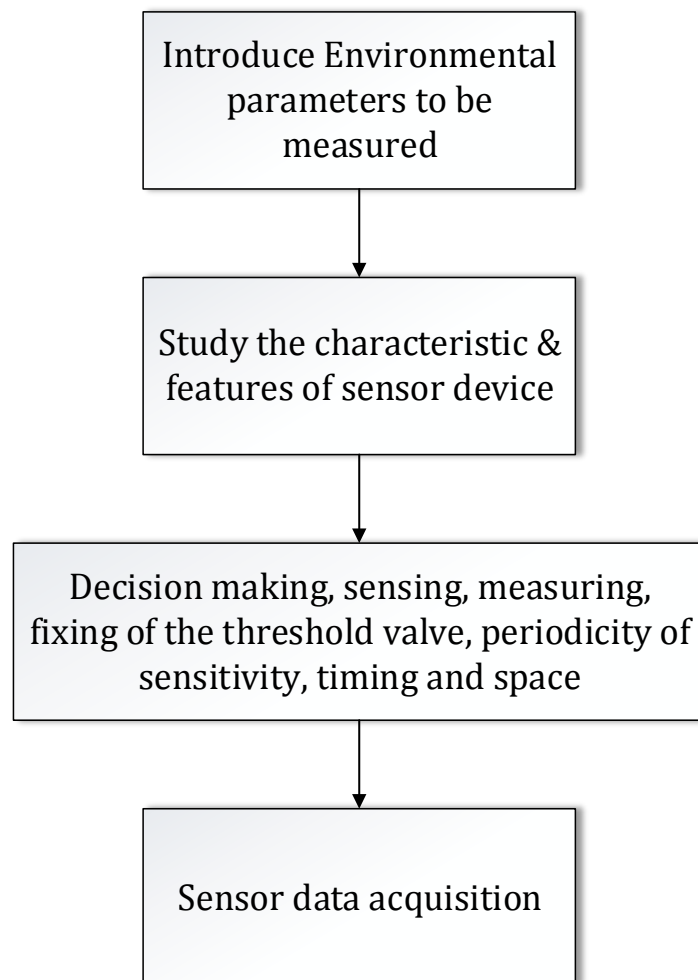 Introduce Environmental
parameters to be
measured
Study the characteristic &
features of sensor device
Decision making, sensing, measuring,
fixing of the threshold valve, periodicity of
sensitivity, timing and space
Sensor data acquisition